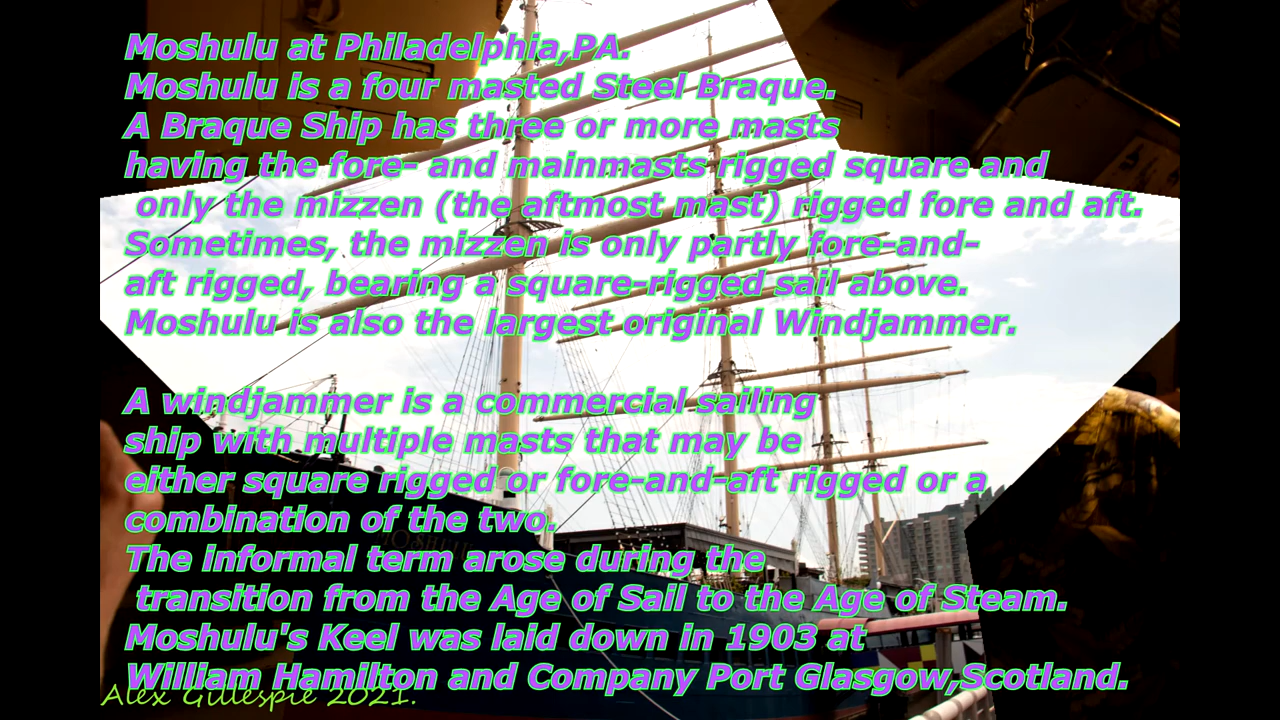 Moshulu at Philadelphia,PA.
Moshulu is a four masted Steel Braque.
A Braque Ship has three or more masts
having the fore- and mainmasts rigged square and
only the mizzen (the aftmost mast) rigged fore and aft.
Sometimes, the mizzen is only partly fore-and-
aft rigged, bearing a square-rigged sail above.
Moshulu is also the largest original Windjammer.
A windjammer is a commercial sailing
ship with multiple masts that may be
either square rigged or fore-and-aft rigged or a
combination of the two.
MOSHULU
The informal term arose during the
transition from the Age of Sail to the Age of Steam.
Moshulu's Keel was laid down in 1903 at
William Hamilton and Company Port Glasgow,Scotland.
Alex Gillespie 2021.